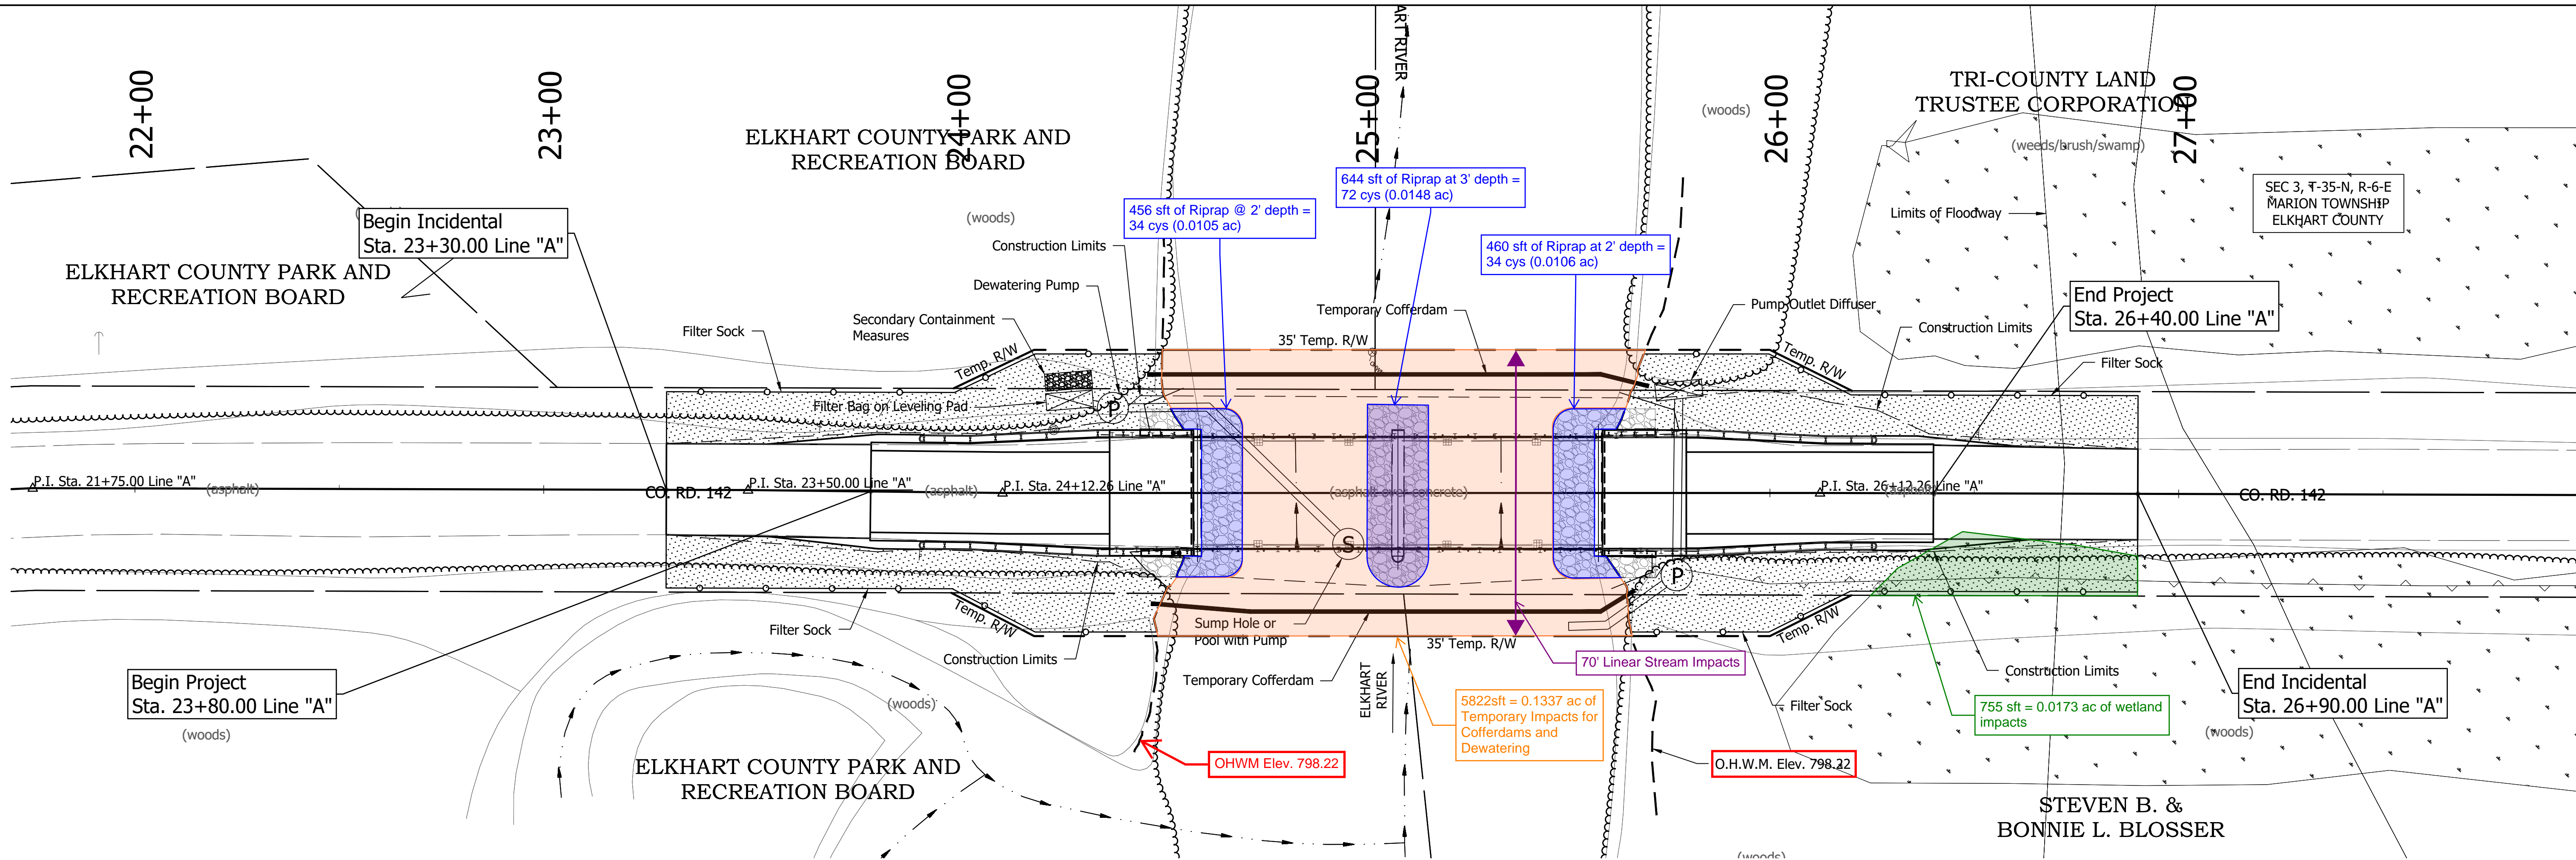 22+00
23+00
24+00
25+00
26+00
27+00
ART RIVER
ELKHART COUNTY PARK AND
RECREATION BOARD
(woods)
TRI-COUNTY LAND
TRUSTEE CORPORATION
(woods)
(weeds/brush/swamp)
SEC 3, T-35-N, R-6-E
MARION TOWNSHIP
ELKHART COUNTY
Limits of Floodway
Begin Incidental
Sta. 23+30.00 Line "A"
ELKHART COUNTY PARK AND
RECREATION BOARD
456 sft of Riprap @ 2' depth =
34 cys (0.0105 ac)
644 sft of Riprap at 3' depth =
72 cys (0.0148 ac)
460 sft of Riprap at 2' depth =
34 cys (0.0106 ac)
Construction Limits
Dewatering Pump
Secondary Containment
Measures
Filter Sock
Temp. R/W
Filter Bag on Leveling Pad
P
Temporary Cofferdam
35' Temp. R/W
Pump Outlet Diffuser
Temp. R/W
Construction Limits
Filter Sock
End Project
Sta. 26+40.00 Line "A"
P.I. Sta. 21+75.00 Line "A"
(asphalt)
CO. RD. 142
P.I. Sta. 23+50.00 Line "A"
(asphalt)
P.I. Sta. 24+12.26 Line "A"
(asphalt over concrete)
P.I. Sta. 26+12.26 Line "A"
(asphalt)
CO. RD. 142
S
P
Filter Sock
Temp. R/W
Construction Limits
Sump Hole or
Pool with Pump
Temporary Cofferdam
35' Temp. R/W
ELKHART
RIVER
70' Linear Stream Impacts
Temp. R/W
Filter Sock
Construction Limits
755 sft = 0.0173 ac of wetland
impacts
End Incidental
Sta. 26+90.00 Line "A"
(woods)
Begin Project
Sta. 23+80.00 Line "A"
(woods)
(woods)
5822sft = 0.1337 ac of
Temporary Impacts for
Cofferdams and
Dewatering
OHWM Elev. 798.22
O.H.W.M. Elev. 798.22
ELKHART COUNTY PARK AND
RECREATION BOARD
STEVEN B. &
BONNIE L. BLOSSER
(woods)